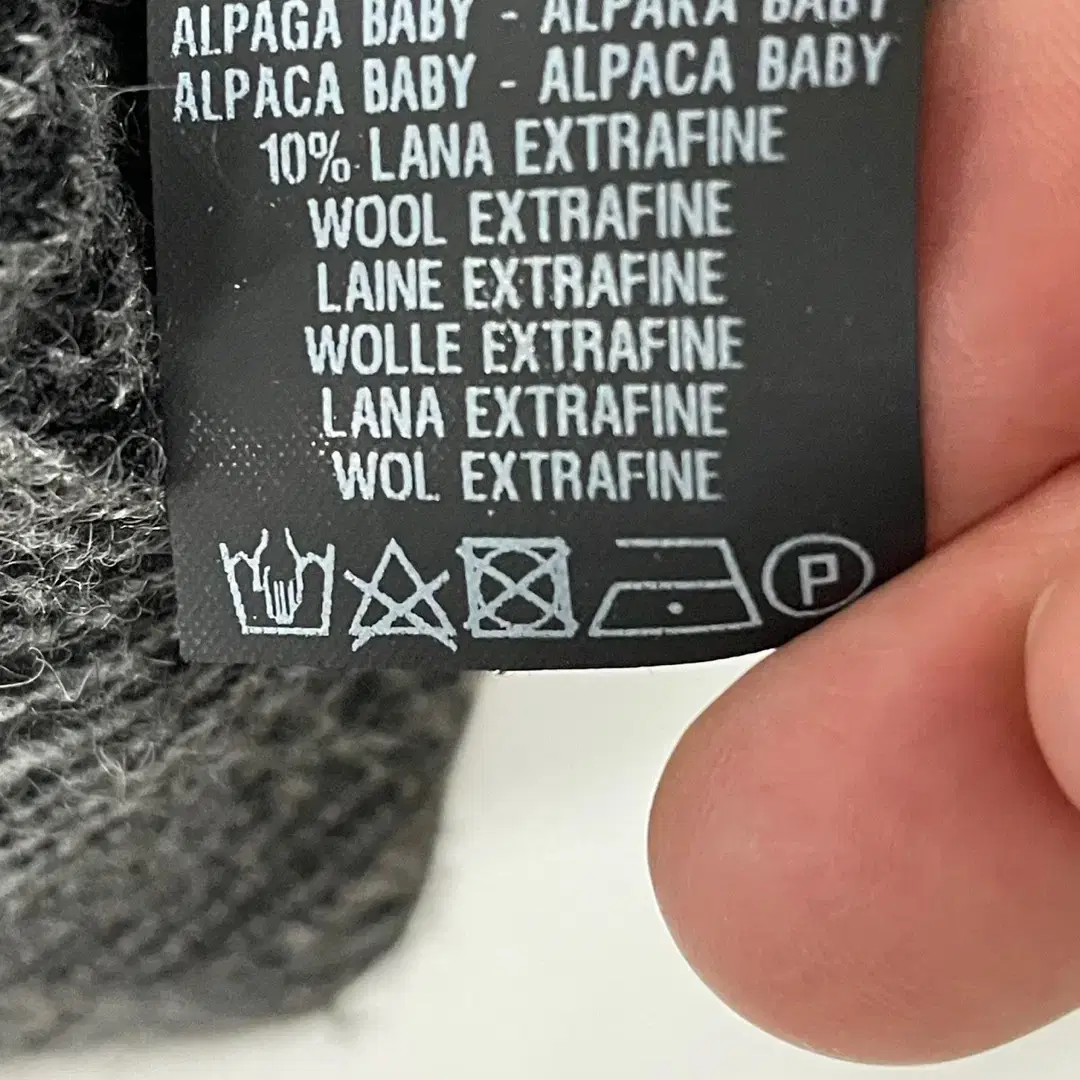 ALPAGA BABY - ALPAKA BABY
ALPACA BABY - ALPACA BABY
10% LANA EXTRAFINE
WOOL EXTRAFINE
LAINE EXTRAFINE
WOLLE EXTRAFINE
LANA EXTRAFINE
WOL EXTRAFINE
P